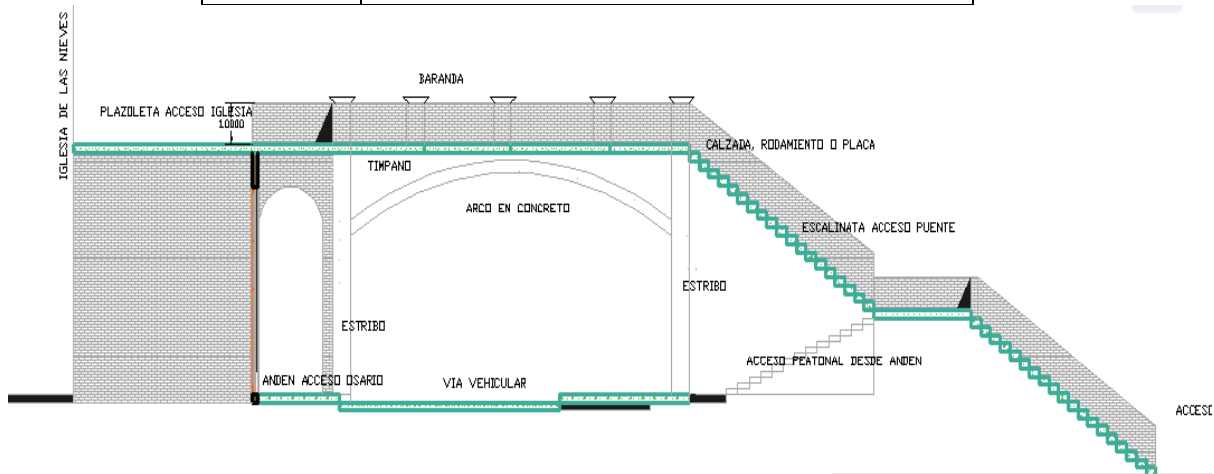 IGLESIA DE LAS NIEVES
BARANDA
PLAZOLETA ACCESO IGLESIA
1.0000
CALZADA, RODAMIENTO O PLACA
TIMPANO
ARCO EN CONCRETO
ESCALINATA ACCESO PUENTE
ESTRIBO
ESTRIBO
ACCESO PEATONAL DESDE ANDEN
ANDEN ACCESO OSARIO
VIA VEHICULAR
ACCESO